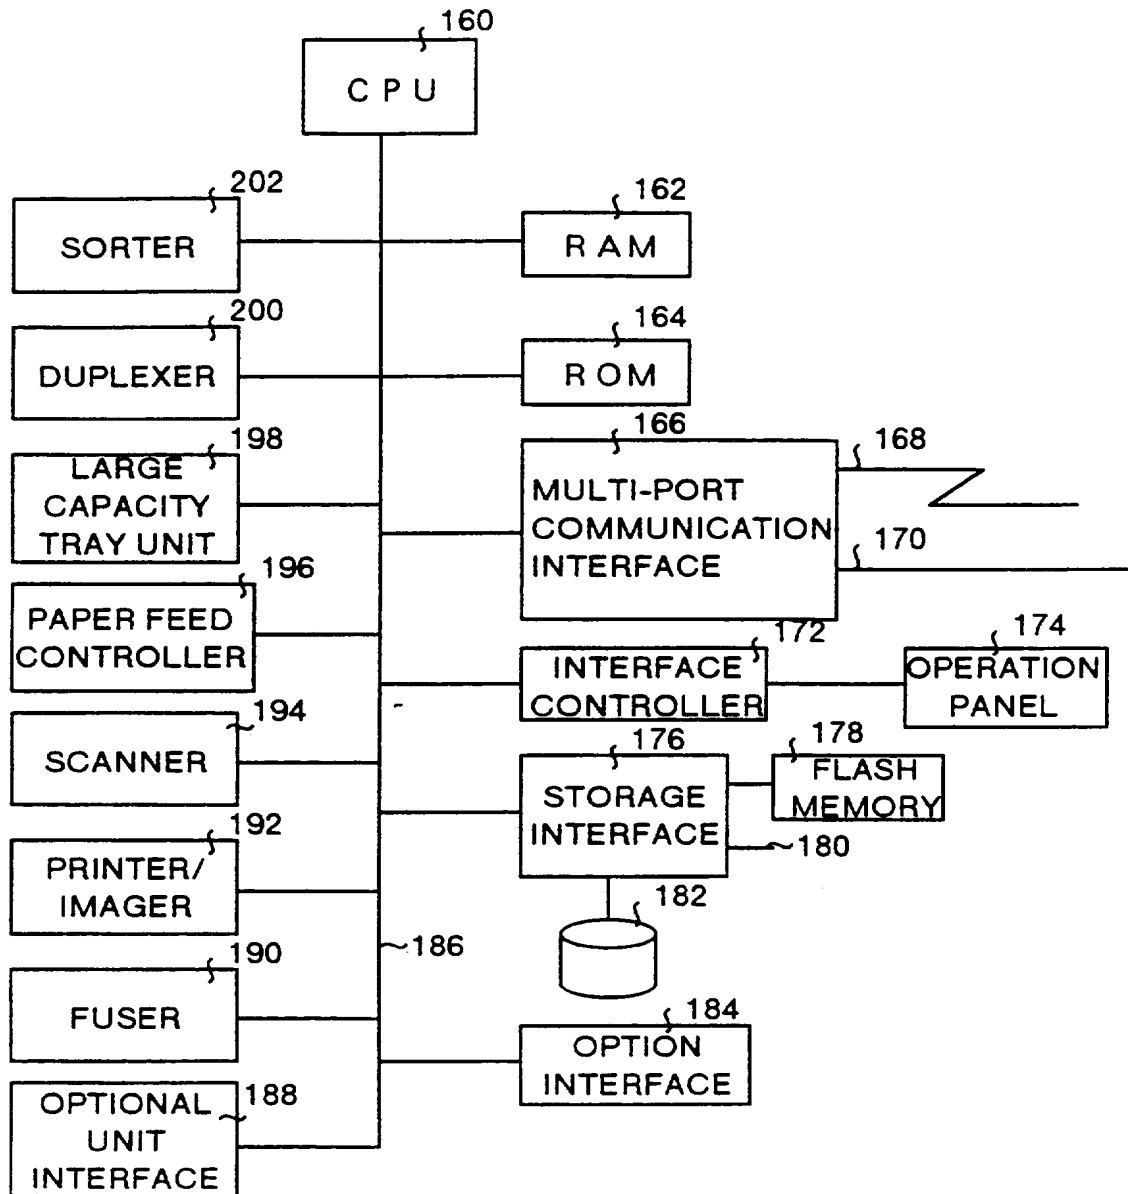 160
CPU
202
SORTER
162
RAM
200
DUPLEXER
164
ROM
198
LARGE
CAPACITY
TRAY UNIT
166
MULTI-PORT
COMMUNICATION
INTERFACE
168
170
196
PAPER FEED
CONTROLLER
172
INTERFACE
CONTROLLER
174
OPERATION
PANEL
194
SCANNER
176
STORAGE
INTERFACE
178
FLASH
MEMORY
180
182
192
PRINTER/
IMAGER
186
190
FUSER
184
OPTION
INTERFACE
188
OPTIONAL
UNIT
INTERFACE